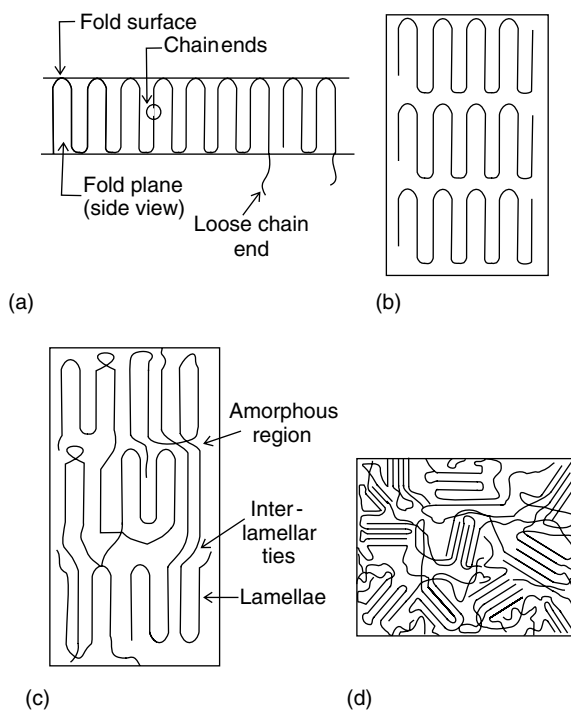 Fold surface
Chain ends
Fold plane
(side view)
Loose chain
end
(a)
(b)
Amorphous
region
Inter-
lamellar
ties
Lamellae
(c)
(d)